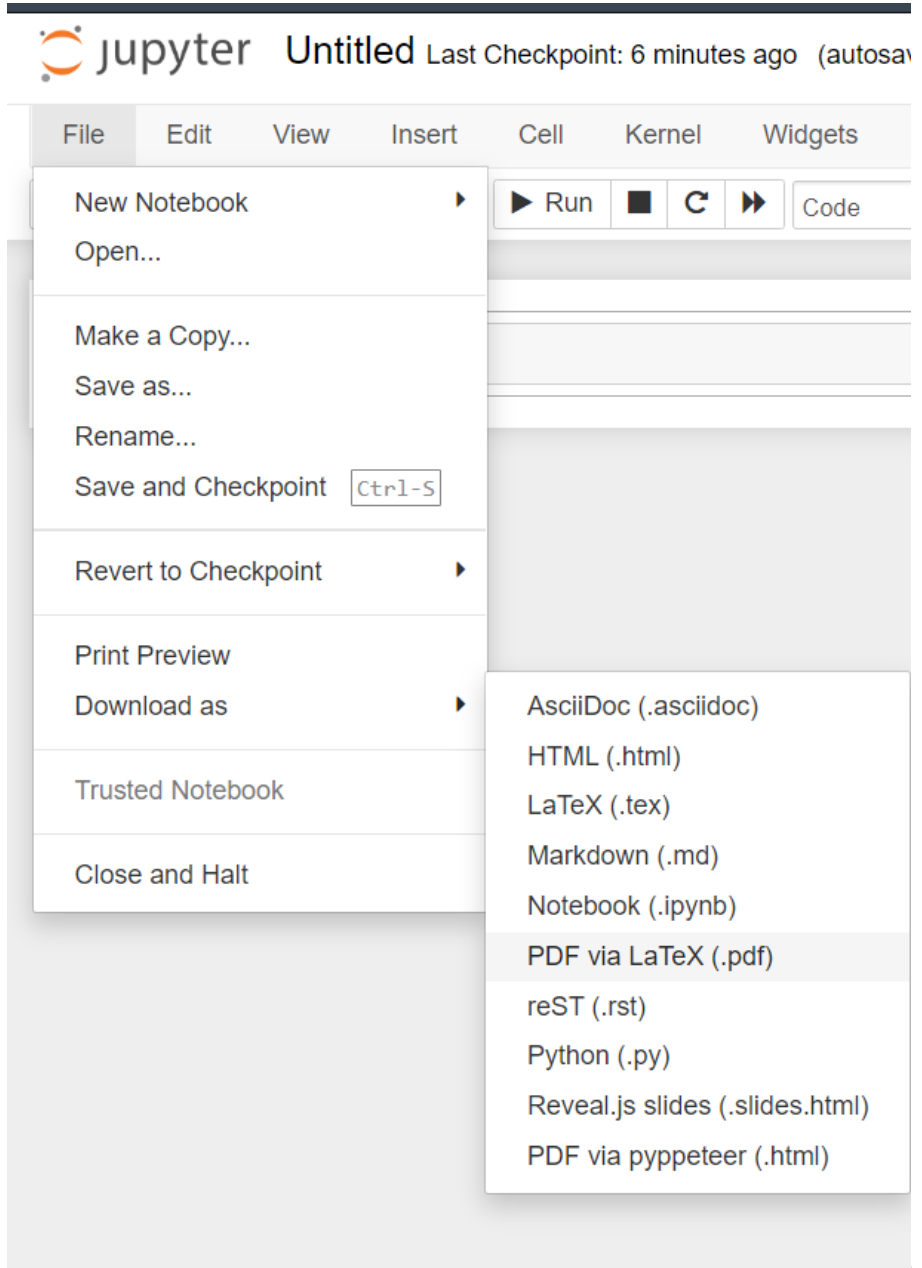 jupyter Untitled Last Checkpoint: 6 minutes ago (autosav
File Edit View Insert Cell Kernel Widgets
New Notebook
Run Code
Open...
Make a Copy...
Save as...
Rename...
Save and Checkpoint Ctrl-S
Revert to Checkpoint
Print Preview
Download as
Trusted Notebook
Close and Halt
AsciiDoc (.asciidoc)
HTML (.html)
LaTeX (.tex)
Markdown (.md)
Notebook (.ipynb)
PDF via LaTeX (.pdf)
reST (.rst)
Python (.py)
Reveal.js slides (.slides.html)
PDF via pyppeteer (.html)